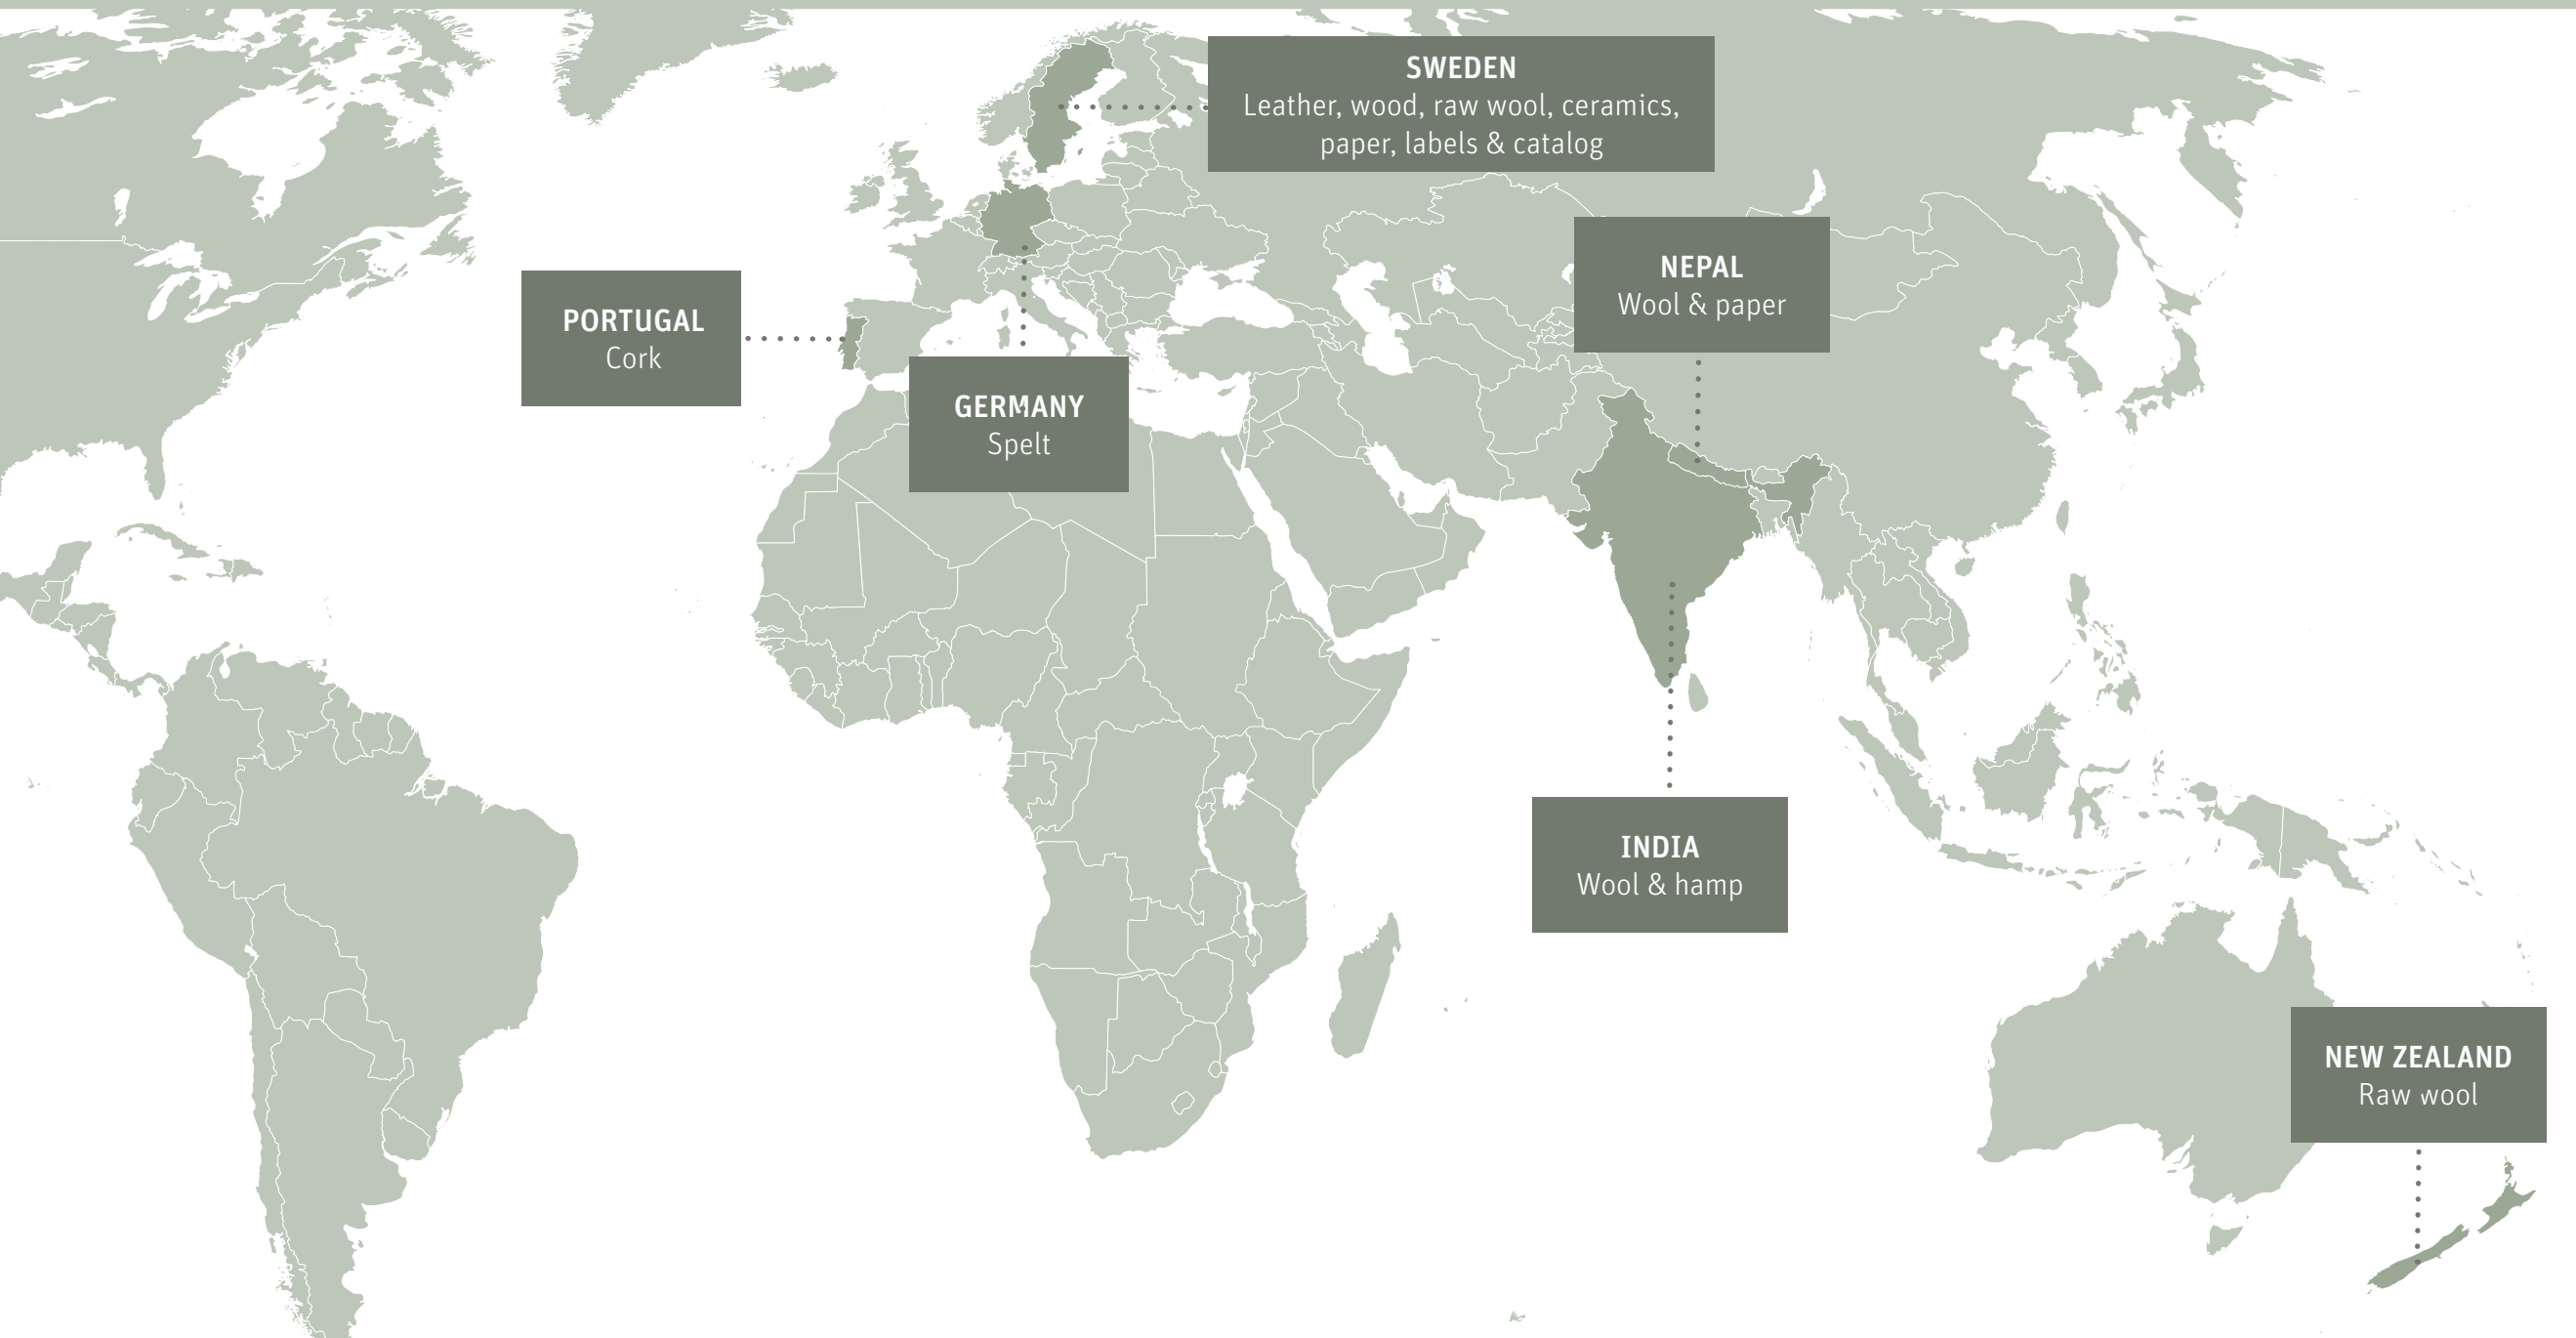 SWEDEN
Leather, wood, raw wool, ceramics,
paper, labels & catalog
NEPAL
Wool & paper
PORTUGAL
Cork
GERMANY
Spelt
INDIA
Wool & hamp
NEW ZEALAND
Raw wool